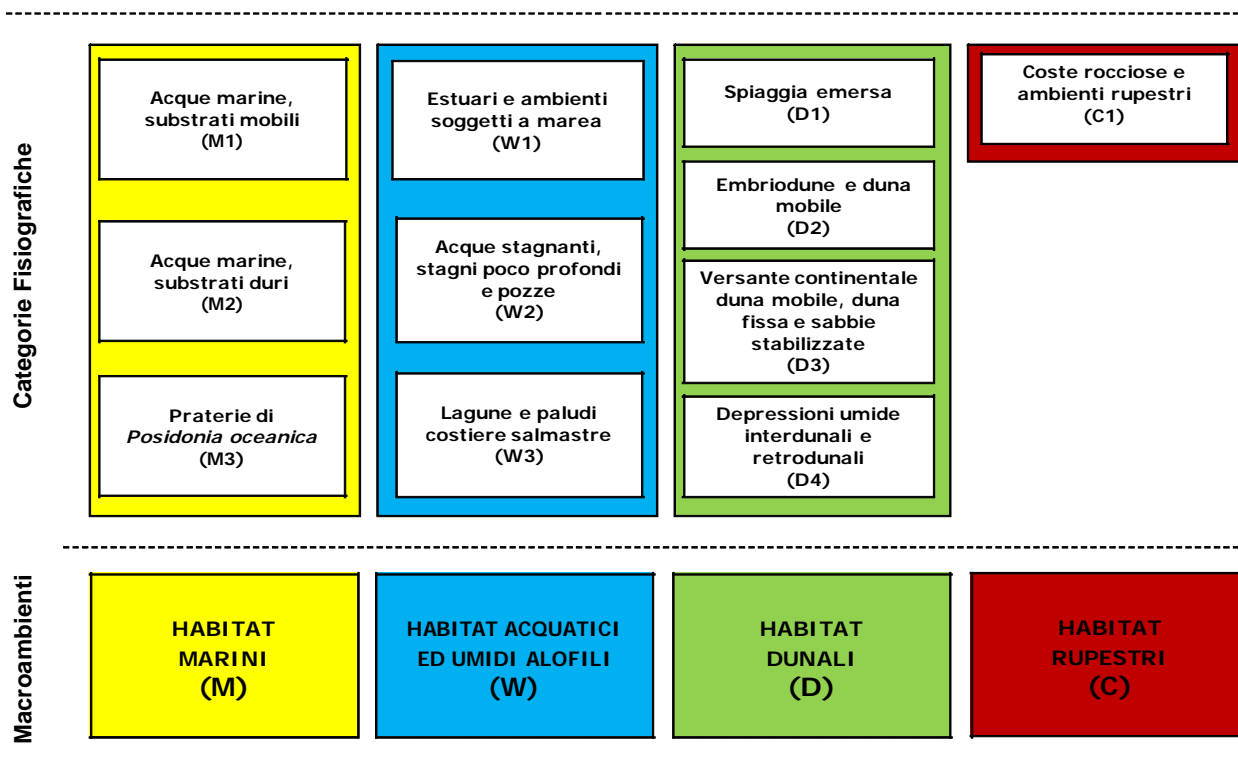 Categorie Fisiografiche
Acque marine,
substrati mobili
(M1)
Acque marine,
substrati duri
(M2)
Praterie di
Posidonia oceanica
(M3)
Estuari e ambienti
soggetti a marea
(W1)
Acque stagnanti,
stagni poco profondi
e pozze
(W2)
Lagune e paludi
costiere salmastre
(W3)
Spiaggia emersa
(D1)
Embriodune e duna
mobile
(D2)
Versante continentale
duna mobile, duna
fissa e sabbie
stabilizzate
(D3)
Depressioni umide
interdunali e
retrodunali
(D4)
Coste rocciose e
ambienti rupestri
(C1)
Macroambienti
HABITAT
MARINI
(M)
HABITAT ACQUATICI
ED UMIDI ALOFILI
(W)
HABITAT
DUNALI
(D)
HABITAT
RUPESTRI
(C)